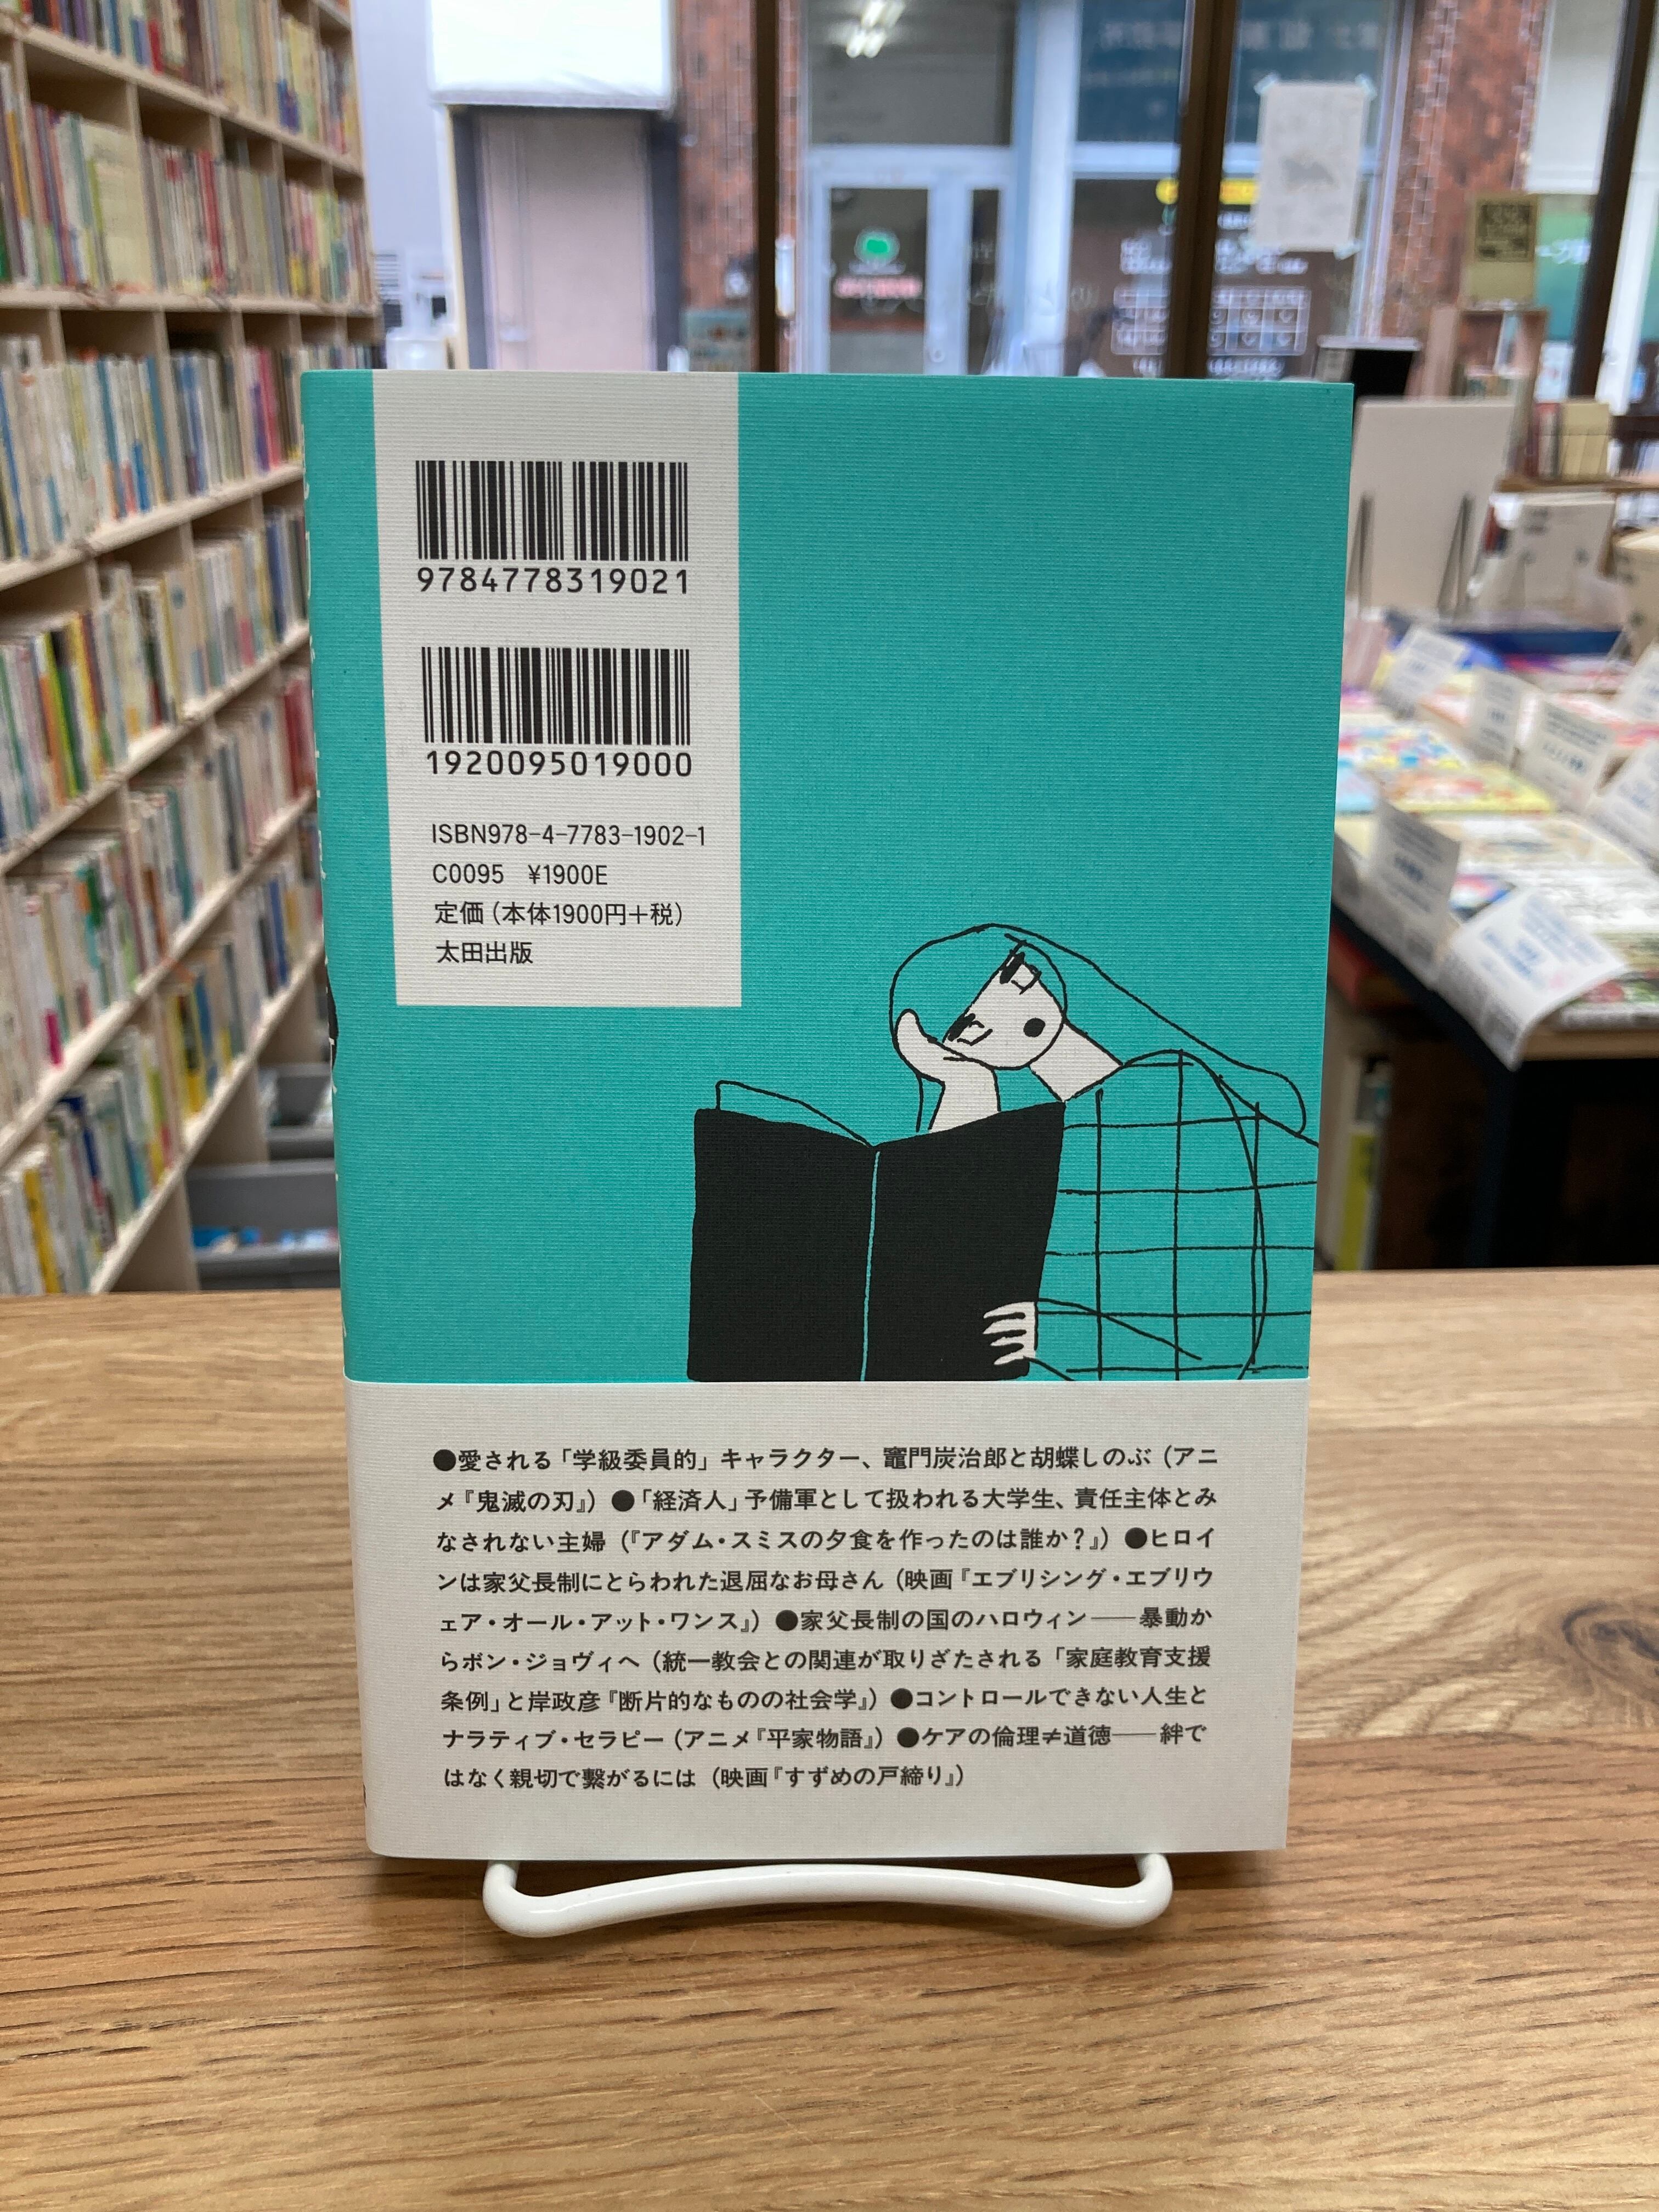 9784778319021
1920095019000
ISBN978-4-7783-1902-1
C0095 ¥1900E
定価(本体1900円+税)
太田出版
●愛される「学級委員的」キャラクター、竈門炭治郎と胡蝶しのぶ(アニ
メ『鬼滅の刃』)●「経済人」予備軍として扱われる大学生、責任主体とみ
なされない主婦(『アダム・スミスの夕食を作ったのは誰か?』)●ヒロイ
ンは家父長制にとらわれた退屈なお母さん(映画『エブリシング・エブリウ
ェア・オール・アット・ワンス』)●家父長制の国のハロウィン――暴動か
らボン・ジョヴィへ(統一教会との関連が取りざたされる「家庭教育支援
条例」と岸政彦『断片的なものの社会学』)●コントロールできない人生と
ナラティブ・セラピー(アニメ『平家物語』)●ケアの倫理≠道徳――絆で
はなく親切で繋がるには(映画『すずめの戸締り』)